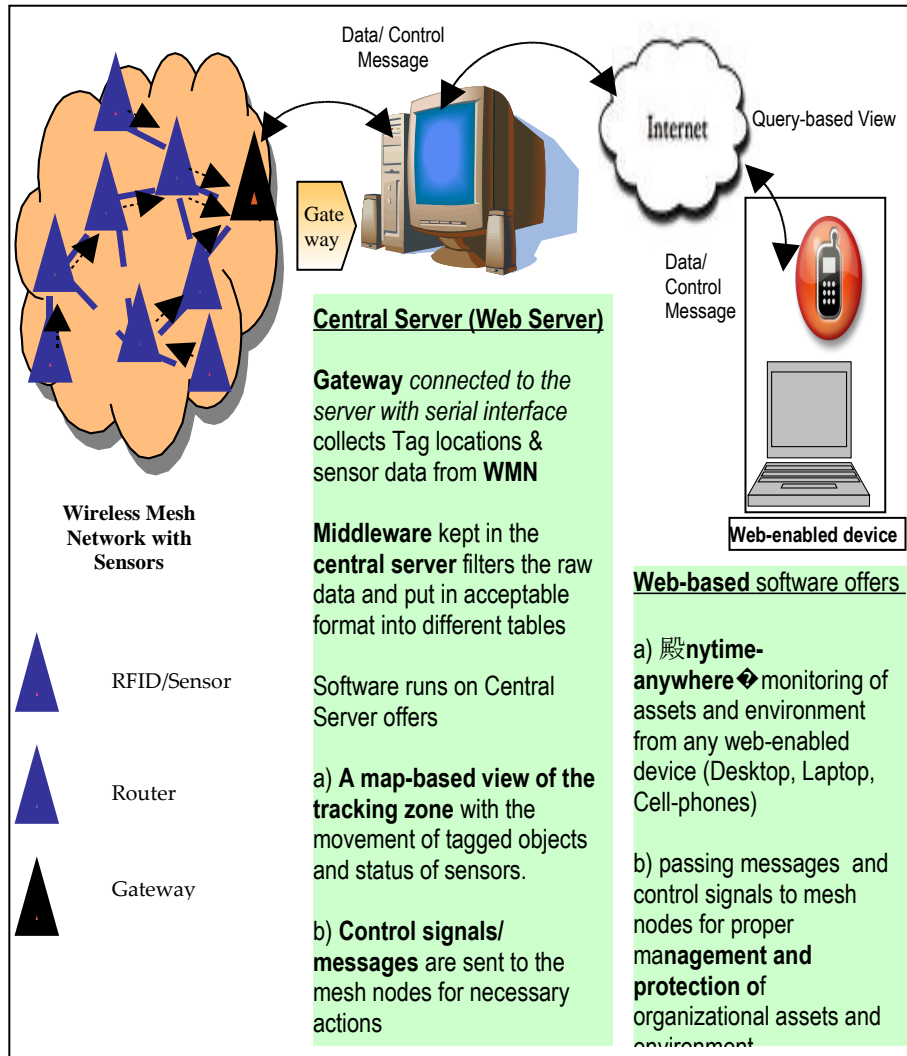 Data/ Control
Message
Internet
Query-based View
Gate
way
Data/
Control
Message
Wireless Mesh
Network with
Sensors
Web-enabled device
RFID/Sensor
Router
Gateway
Central Server (Web Server)
Gateway connected to the
server with serial interface
collects Tag locations &
sensor data from WMN
Middleware kept in the
central server filters the raw
data and put in acceptable
format into different tables
Software runs on Central
Server offers
a) A map-based view of the
tracking zone with the
movement of tagged objects
and status of sensors.
b) Control signals/
messages are sent to the
mesh nodes for necessary
actions
Web-based software offers
a) 殿nytime-
anywhere� monitoring of
assets and environment
from any web-enabled
device (Desktop, Laptop,
Cell-phones)
b) passing messages and
control signals to mesh
nodes for proper
management and
protection of
organizational assets and
environment